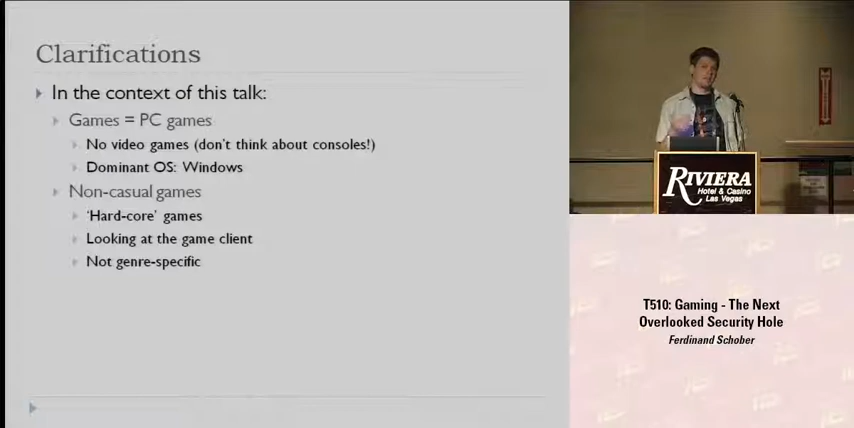 Clarifications
In the context of this talk:
Games = PC games
No video games (don't think about consoles!)
Dominant OS: Windows
Non-casual games
'Hard-core' games
Looking at the game client
Not genre-specific
RIVIERA
Hotel & Casino
Las Vegas
T510: Gaming - The Next
Overlooked Security Hole
Ferdinand Schober